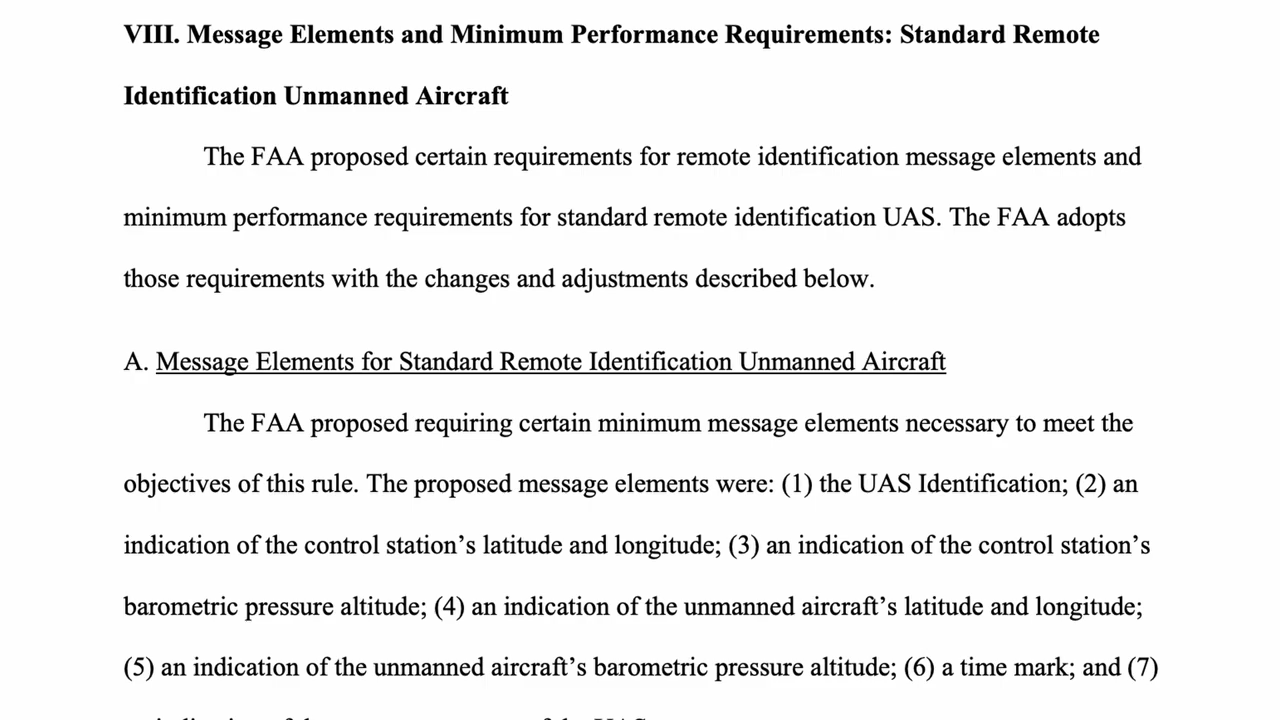 VIII. Message Elements and Minimum Performance Requirements: Standard Remote
Identification Unmanned Aircraft
The FAA proposed certain requirements for remote identification message elements and
minimum performance requirements for standard remote identification UAS. The FAA adopts
those requirements with the changes and adjustments described below.
A. Message Elements for Standard Remote Identification Unmanned Aircraft
The FAA proposed requiring certain minimum message elements necessary to meet the
objectives of this rule. The proposed message elements were: (1) the UAS Identification; (2) an
indication of the control station’s latitude and longitude; (3) an indication of the control station’s
barometric pressure altitude; (4) an indication of the unmanned aircraft’s latitude and longitude;
(5) an indication of the unmanned aircraft’s barometric pressure altitude; (6) a time mark; and (7)